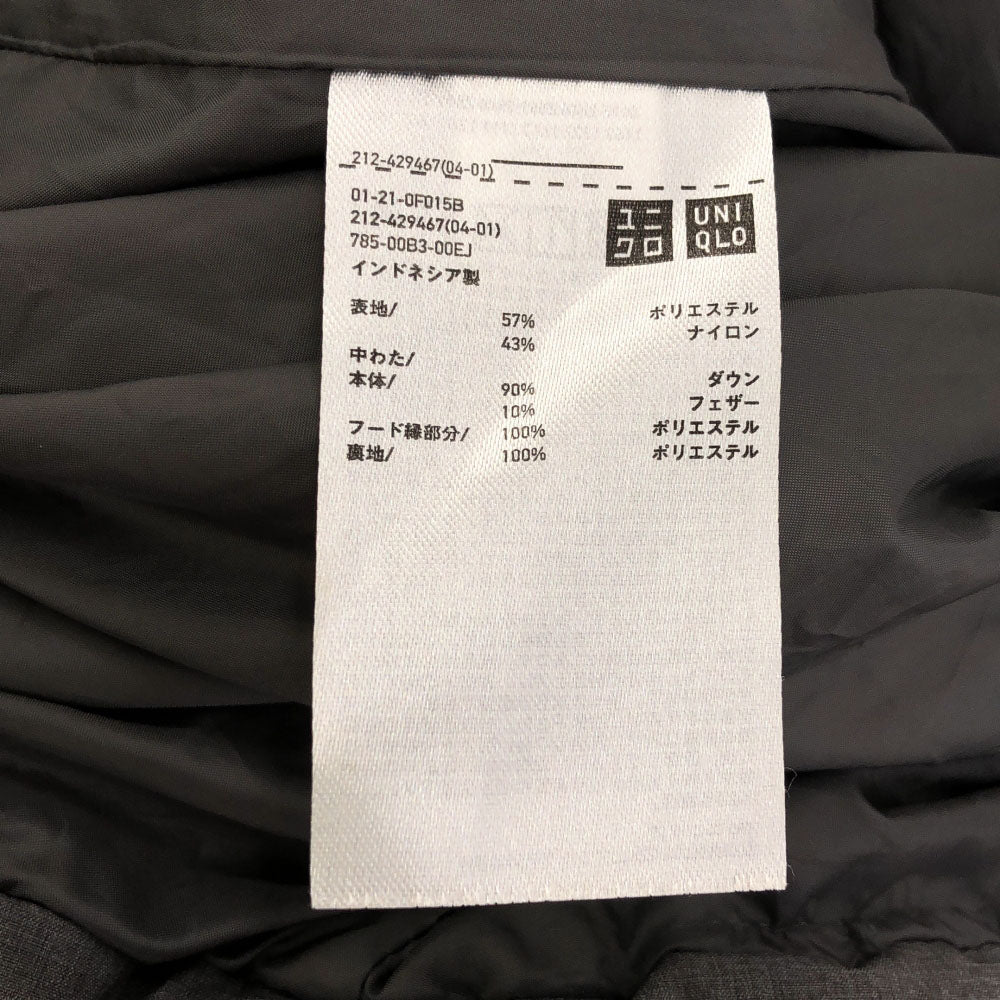 212-429467(04-01)
01-21-0F015B
212-429467(04-01)
785-00B3-00EJ
インドネシア製
ユニ
クロ
UNI
QLO
表地/ 57% ポリエステル
43% ナイロン
中わた/
本体/ 90% ダウン
10% フェザー
フード縁部分/ 100% ポリエステル
裏地/ 100% ポリエステル